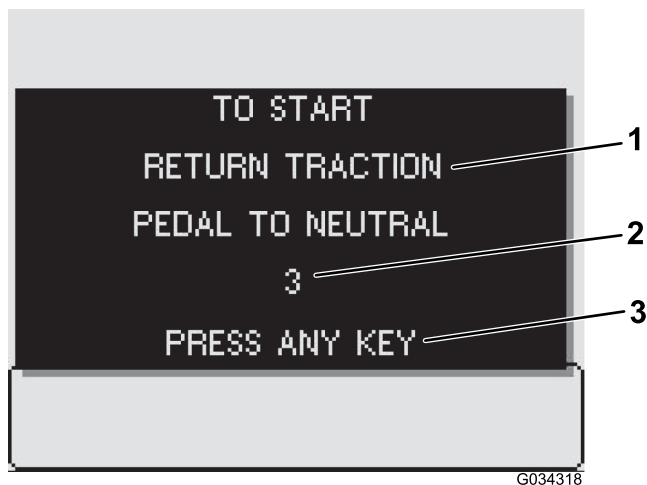 TO START
RETURN TRACTION
1
PEDAL TO NEUTRAL
2
3
PRESS ANY KEY
3
G034318